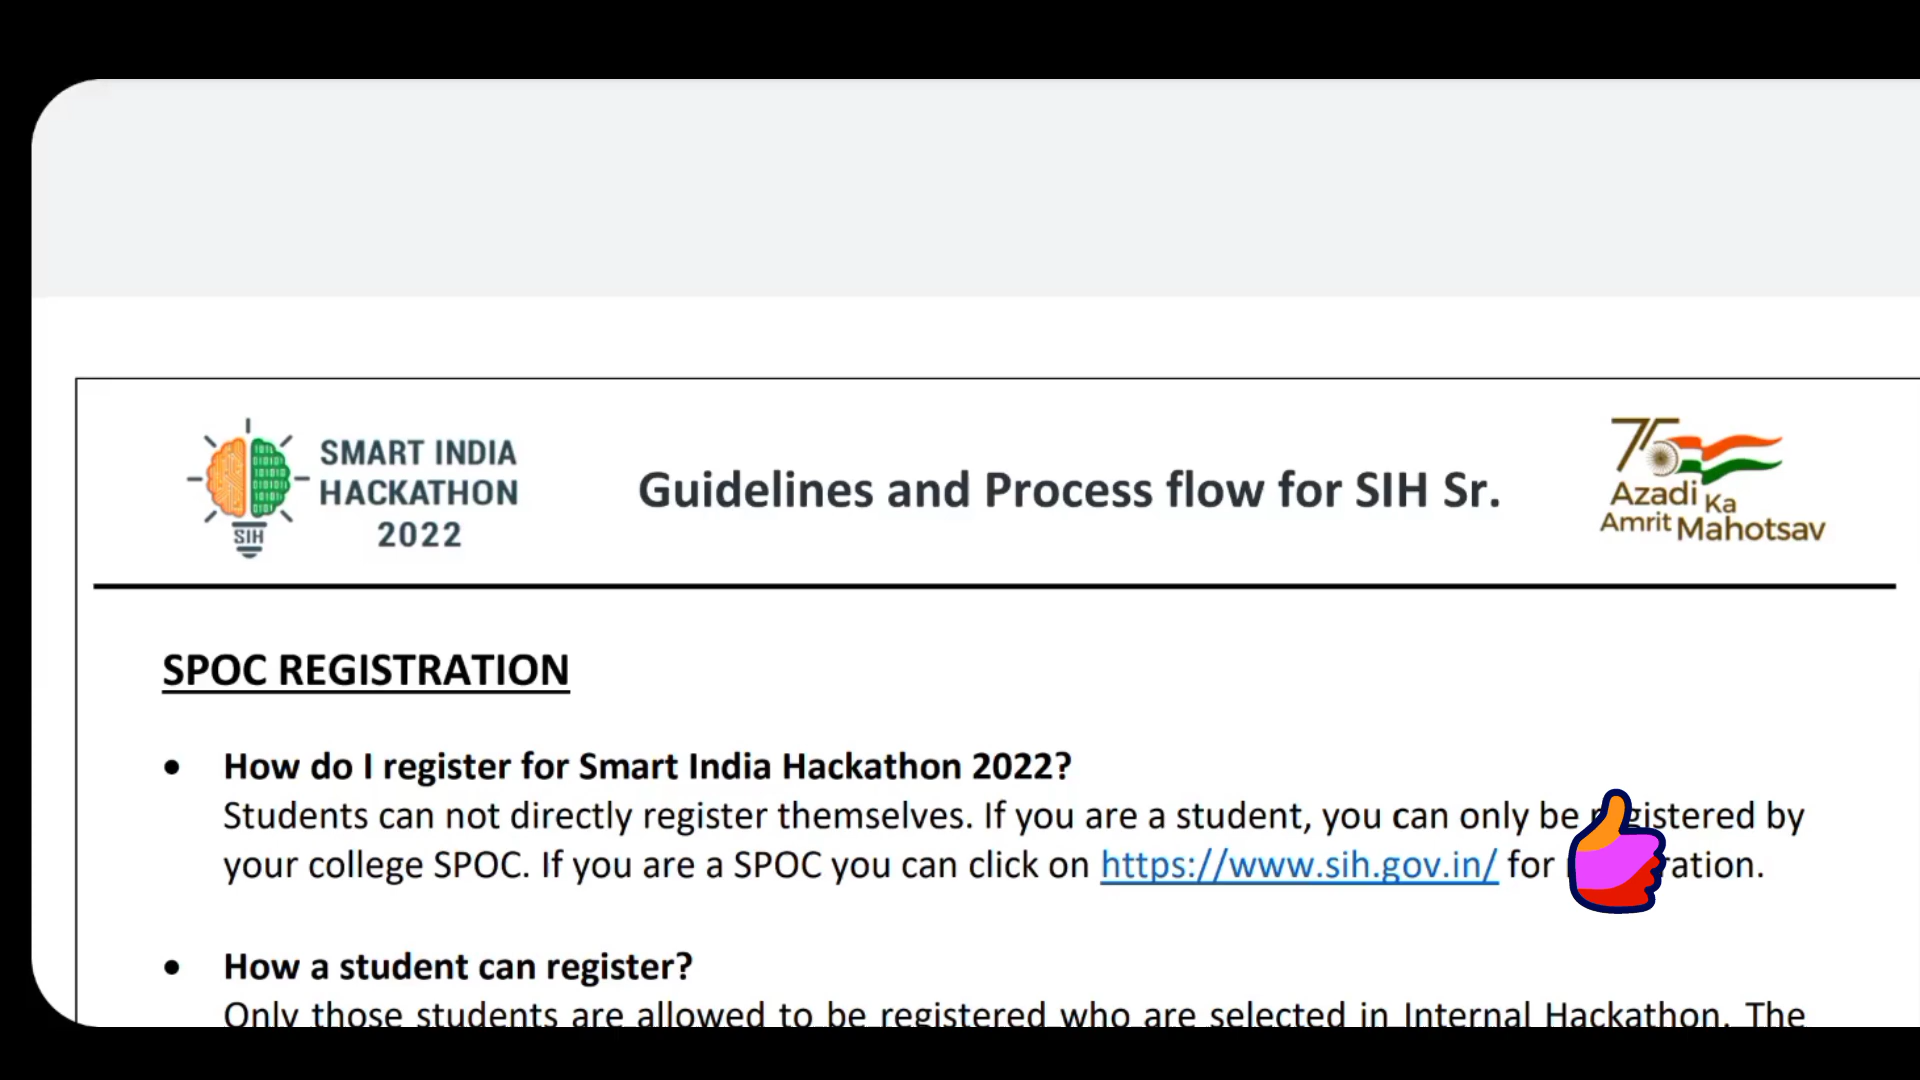 SMART INDIA
HACKATHON
2022
SIH
Guidelines and Process flow for SIH Sr.
75
Azadi Ka
Amrit Mahotsav
SPOC REGISTRATION
• How do I register for Smart India Hackathon 2022?
Students can not directly register themselves. If you are a student, you can only be registered by
your college SPOC. If you are a SPOC you can click on https://www.sih.gov.in/ for
• How a student can register?
Only those students are allowed to be registered who are selected in Internal Hackathon. The